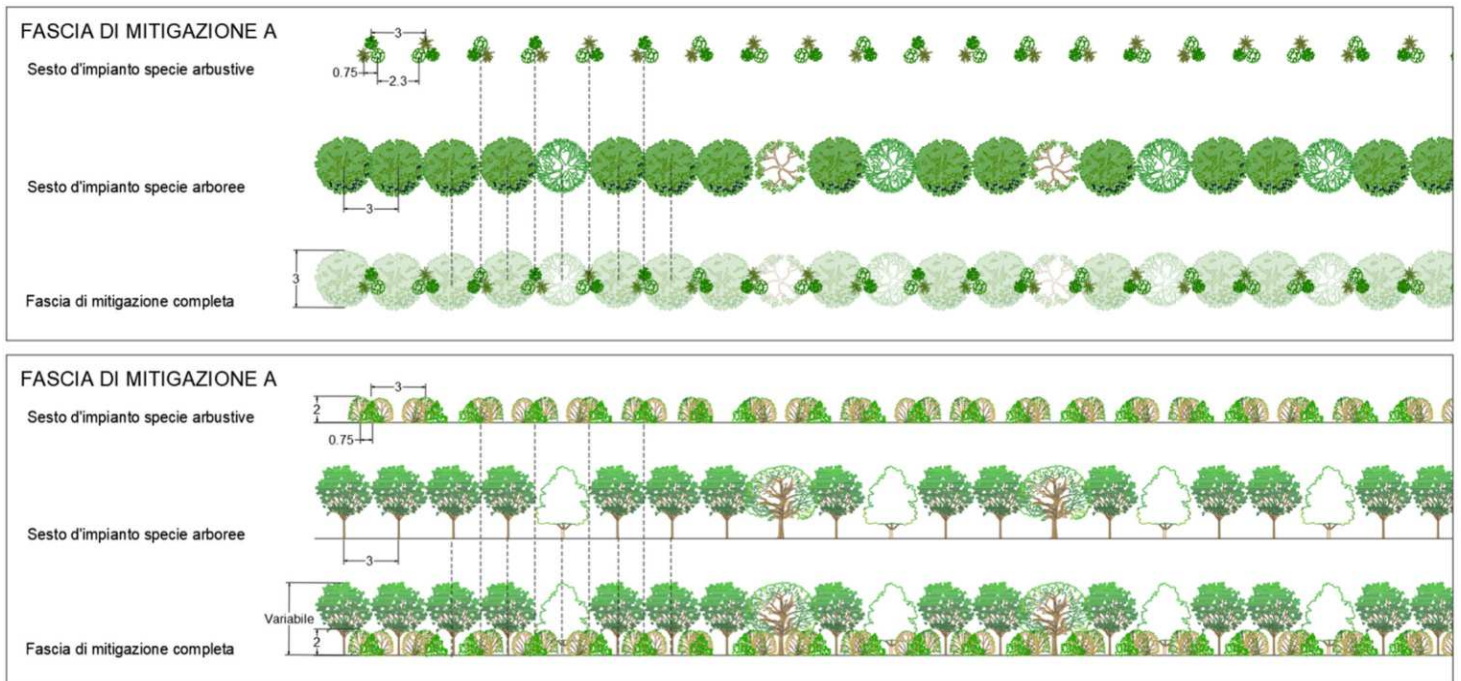 FASCIA DI MITIGAZIONE A
3
Sesto d'impianto specie arbustive
0.75
2.3
Sesto d'impianto specie arboree
3
3
Fascia di mitigazione completa
FASCIA DI MITIGAZIONE A
3
Sesto d'impianto specie arbustive
2
0.75
Sesto d'impianto specie arboree
3
Variabile
2
Fascia di mitigazione completa